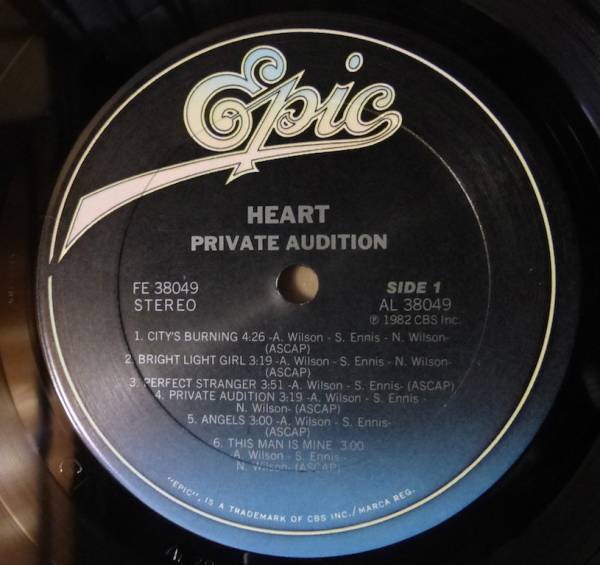 Epic
HEART
PRIVATE AUDITION
FE 38049
STEREO
SIDE 1
AL 38049
℗ 1982 CBS Inc.
1. CITY'S BURNING 4:26 -A. Wilson - S. Ennis - N. Wilson-
(ASCAP)
2. BRIGHT LIGHT GIRL 3:19 -A. Wilson - S. Ennis - N. Wilson-
(ASCAP)
3. PERFECT STRANGER 3:51 -A. Wilson - S. Ennis- (ASCAP)
4. PRIVATE AUDITION 3:19 -A. Wilson - S. Ennis -
N. Wilson- (ASCAP)
5. ANGELS 3:00 -A. Wilson - S. Ennis-
(ASCAP)
6. THIS MAN IS MINE 3:00
A. Wilson - S. Ennis-
N. Wilson- (ASCAP)
"EPIC", IS A TRADEMARK OF CBS INC./MARCA REG.